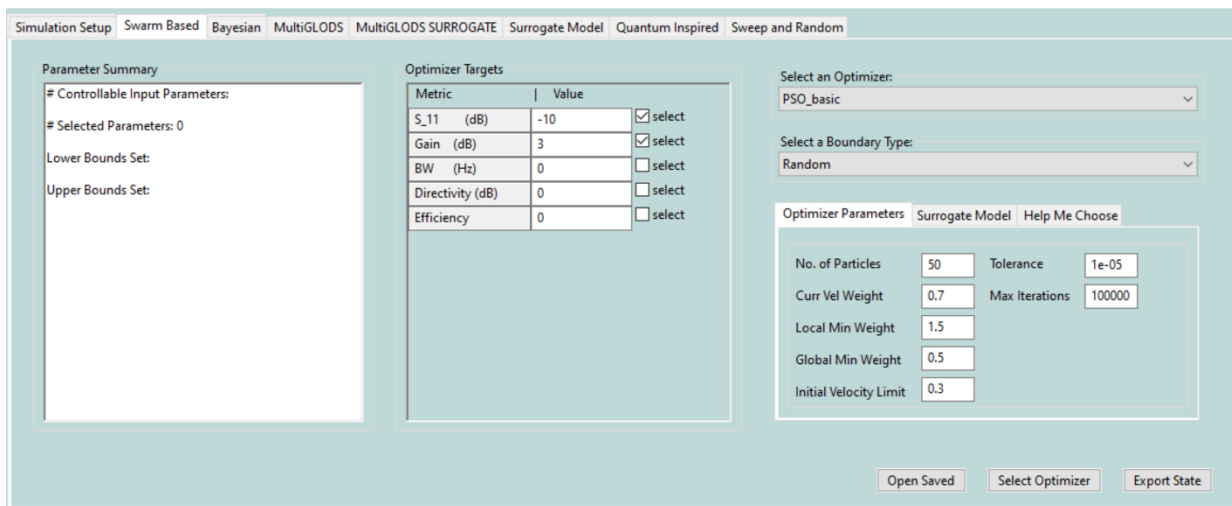 Simulation Setup Swarm Based Bayesian MultiGLODS MultiGLODS SURROGATE Surrogate Model Quantum Inspired Sweep and Random
Parameter Summary
# Controllable Input Parameters:
# Selected Parameters: 0
Lower Bounds Set:
Upper Bounds Set:
Optimizer Targets
Metric | Value
S_11 (dB) -10 select
Gain (dB) 3 select
BW (Hz) 0 select
Directivity (dB) 0 select
Efficiency 0 select
Select an Optimizer:
PSO_basic
Select a Boundary Type:
Random
Optimizer Parameters Surrogate Model Help Me Choose
No. of Particles 50 Tolerance 1e-05
Curr Vel Weight 0.7 Max Iterations 100000
Local Min Weight 1.5
Global Min Weight 0.5
Initial Velocity Limit 0.3
Open Saved Select Optimizer Export State